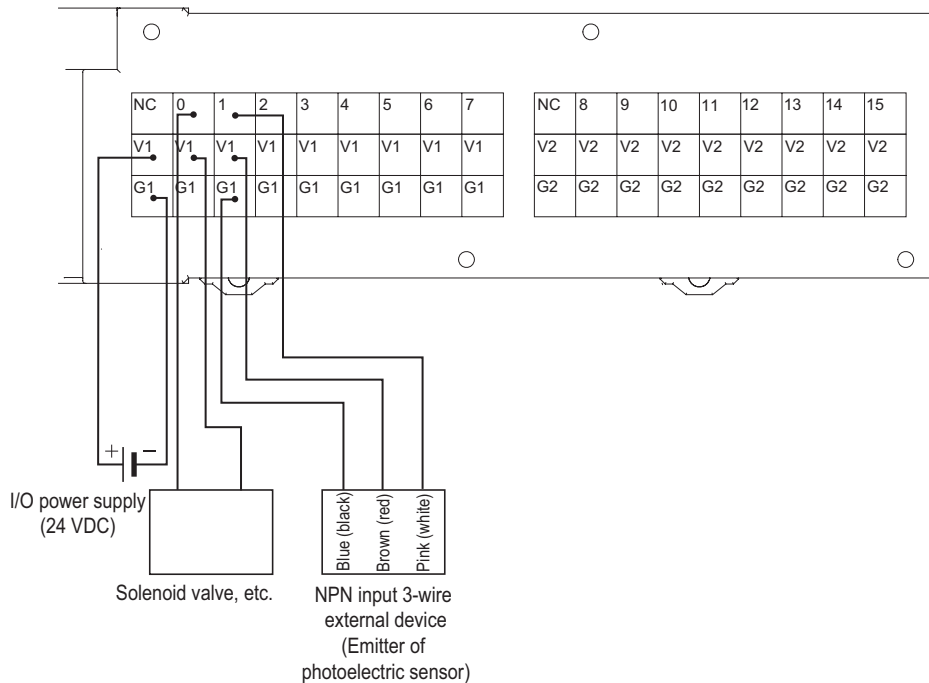 NC 0 1 2 3 4 5 6 7 NC 8 9 10 11 12 13 14 15
V1 V1 V1 V1 V1 V1 V1 V1 V1 V2 V2 V2 V2 V2 V2 V2 V2 V2
G1 G1 G1 G1 G1 G1 G1 G1 G1 G2 G2 G2 G2 G2 G2 G2 G2 G2
+ −
I/O power supply
(24 VDC)
Solenoid valve, etc.
Blue (black)
Brown (red)
Pink (white)
NPN input 3-wire
external device
(Emitter of
photoelectric sensor)